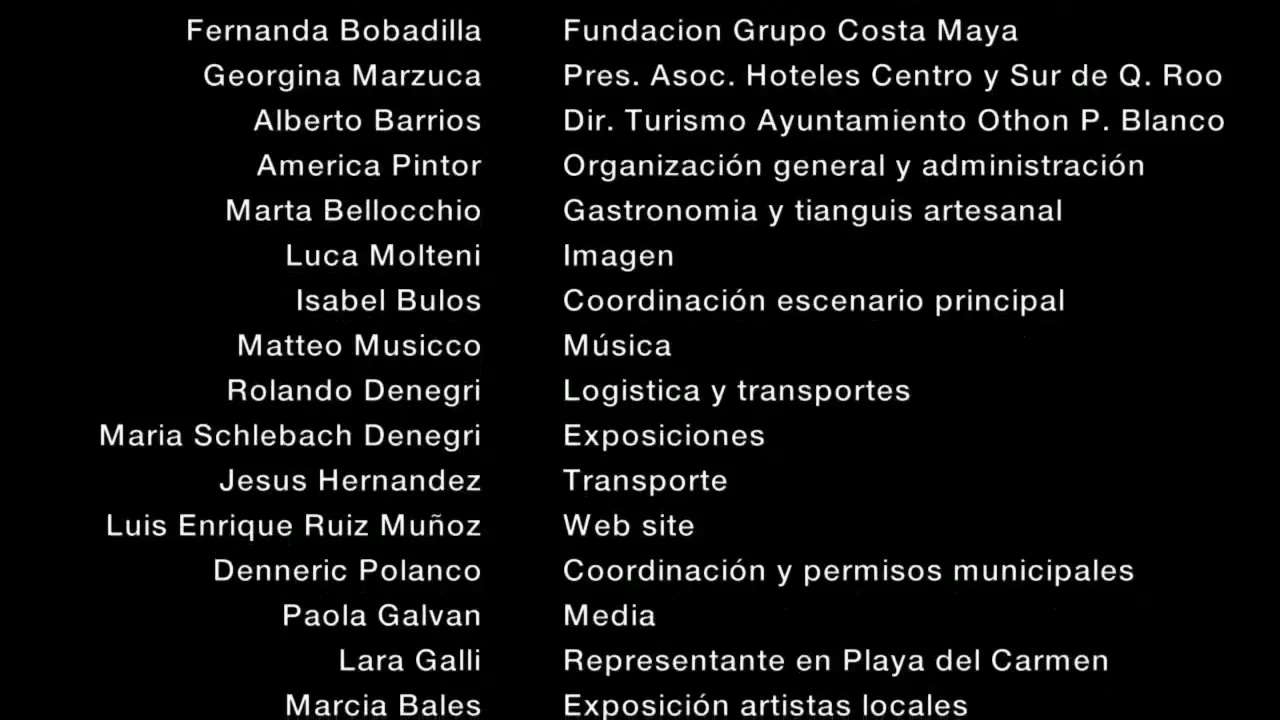 Fernanda Bobadilla Fundacion Grupo Costa Maya
Georgina Marzuca Pres. Asoc. Hoteles Centro y Sur de Q. Roo
Alberto Barrios Dir. Turismo Ayuntamiento Othon P. Blanco
America Pintor Organización general y administración
Marta Bellocchio Gastronomia y tianguis artesanal
Luca Molteni Imagen
Isabel Bulos Coordinación escenario principal
Matteo Musicco Música
Rolando Denegri Logistica y transportes
Maria Schlebach Denegri Exposiciones
Jesus Hernandez Transporte
Luis Enrique Ruiz Muñoz Web site
Denneric Polanco Coordinación y permisos municipales
Paola Galvan Media
Lara Galli Representante en Playa del Carmen
Marcia Bales Exposición artistas locales